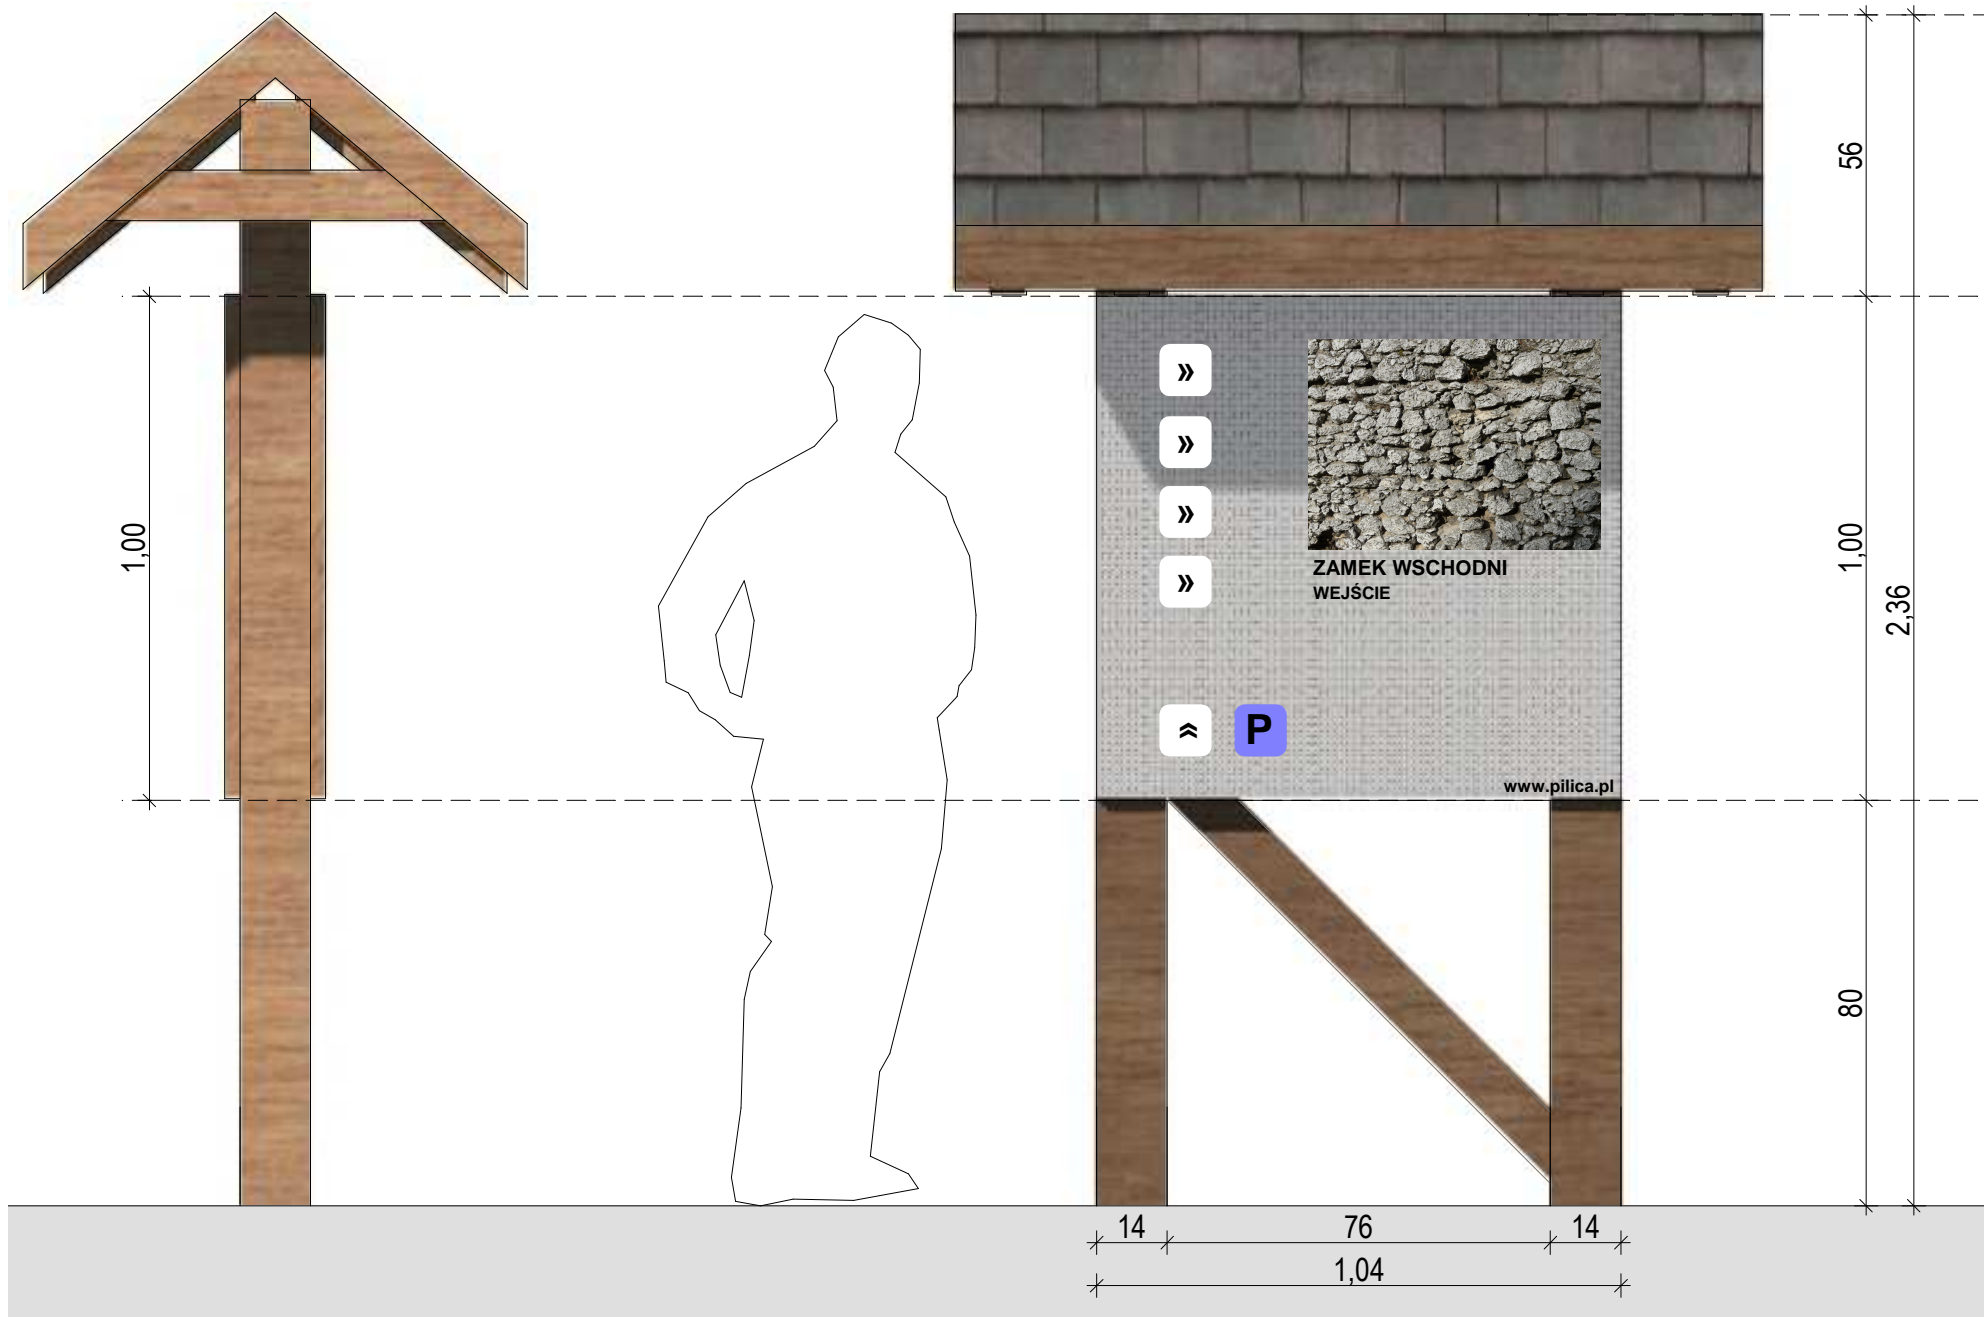 56
1,00
1,00
2,36
»
»
»
»
ZAMEK WSCHODNI
WEJŚCIE
P
www.pilica.pl
80
14 76 14
1,04